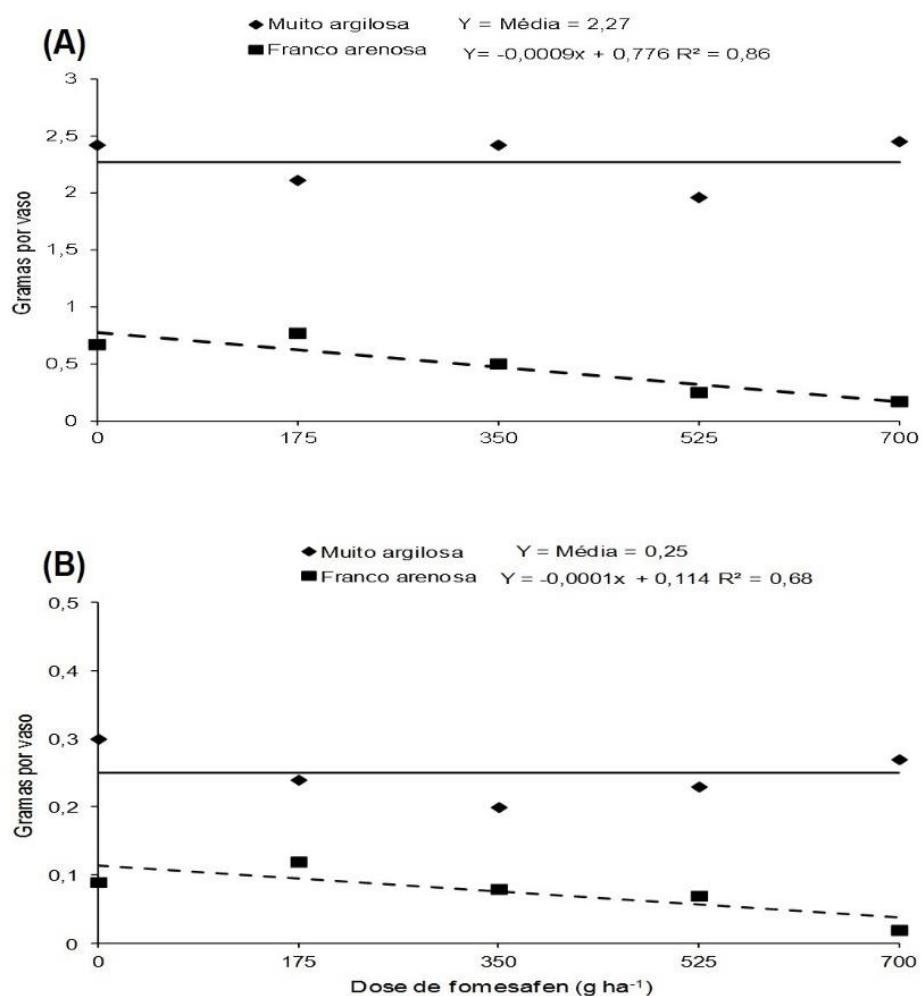 (A)
Muito argilosa Y = Média = 2,27
Franco arenosa Y= -0,0009x + 0,776 R² = 0,86
3
2,5
2
1,5
1
0,5
0
Gramas por vaso
0 175 350 525 700
(B)
Muito argilosa Y = Média = 0,25
Franco arenosa Y = -0,0001x + 0,114 R² = 0,68
0,5
0,4
0,3
0,2
0,1
0
Gramas por vaso
0 175 350 525 700
Dose de fomesafen (g ha⁻¹)